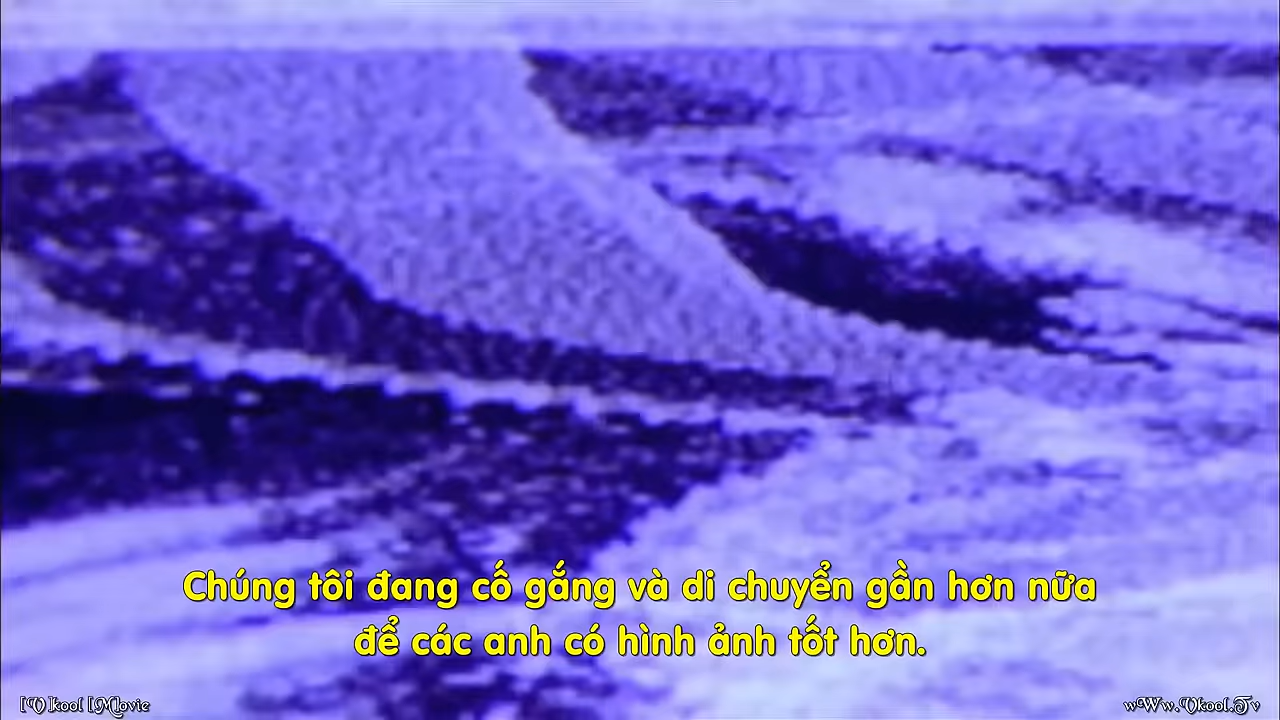 Chúng tôi đang cố gắng và di chuyển gần hơn nữa
để các anh có hình ảnh tốt hơn.
[V]kool [M]ovie
wWw.Vkool.Tv